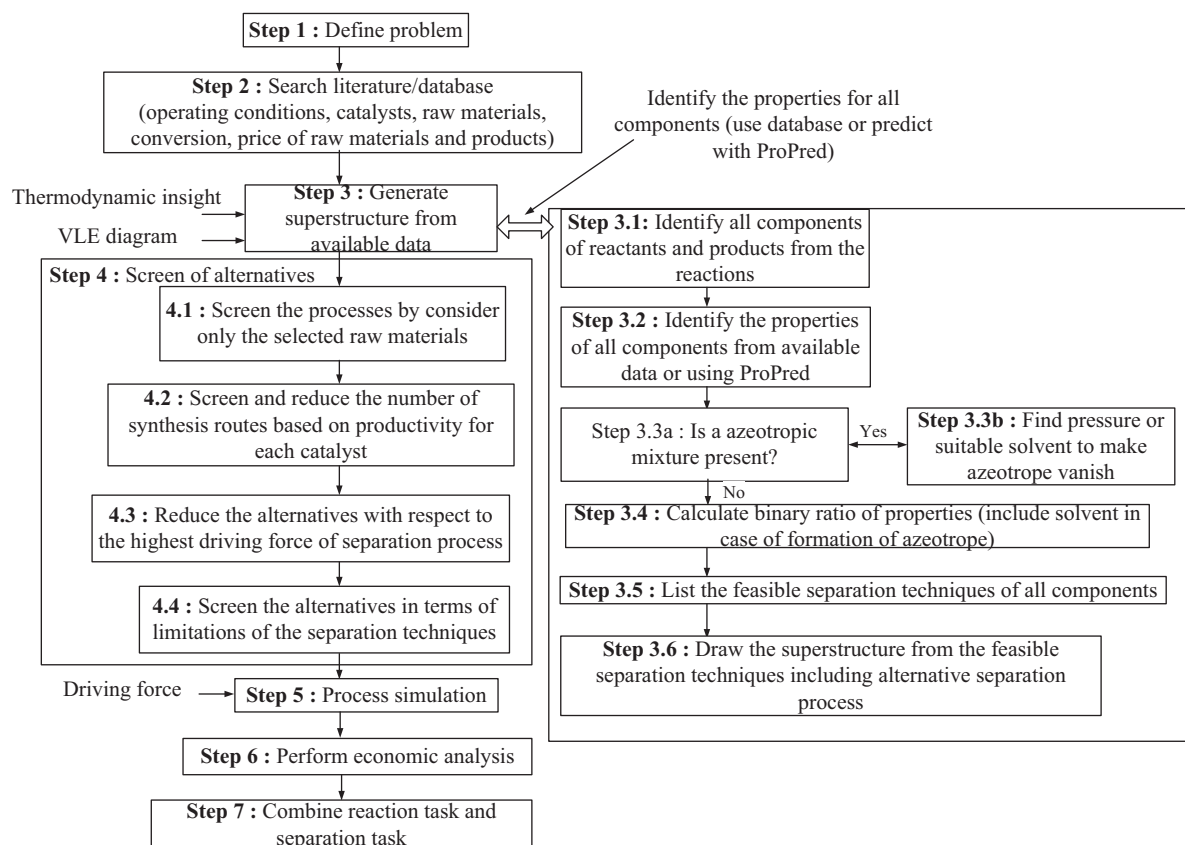 Step 1 : Define problem
Step 2 : Search literature/database
(operating conditions, catalysts, raw materials,
conversion, price of raw materials and products)
Identify the properties for all
components (use database or predict
with ProPred)
Thermodynamic insight
VLE diagram
Step 3 : Generate
superstructure from
available data
Step 4 : Screen of alternatives
4.1 : Screen the processes by consider
only the selected raw materials
4.2 : Screen and reduce the number of
synthesis routes based on productivity for
each catalyst
4.3 : Reduce the alternatives with respect to
the highest driving force of separation process
4.4 : Screen the alternatives in terms of
limitations of the separation techniques
Driving force
Step 5 : Process simulation
Step 6 : Perform economic analysis
Step 7 : Combine reaction task and
separation task
Step 3.1: Identify all components
of reactants and products from the
reactions
Step 3.2 : Identify the properties
of all components from available
data or using ProPred
Step 3.3a : Is a azeotropic
mixture present?
Yes
Step 3.3b : Find pressure or
suitable solvent to make
azeotrope vanish
No
Step 3.4 : Calculate binary ratio of properties (include solvent in
case of formation of azeotrope)
Step 3.5 : List the feasible separation techniques of all components
Step 3.6 : Draw the superstructure from the feasible
separation techniques including alternative separation
process